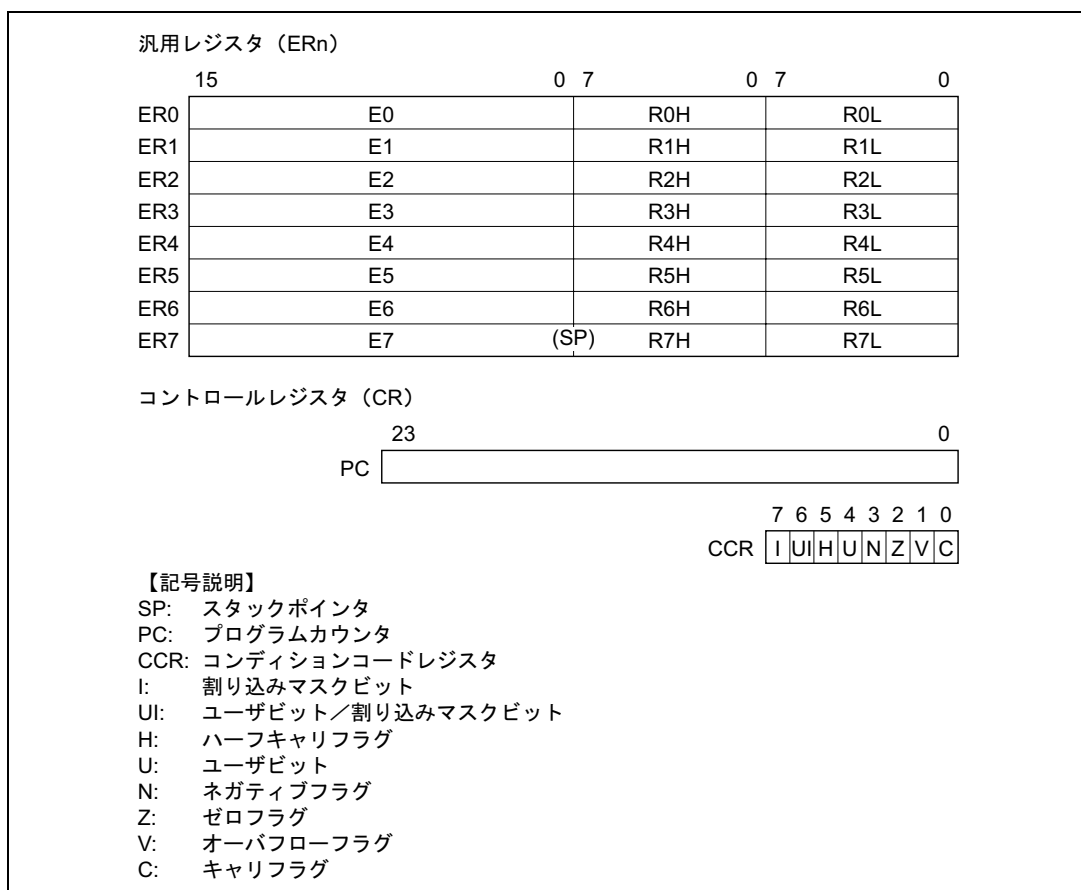 汎用レジスタ（ERn）
15 0 7 0 7 0
ER0 E0 R0H R0L
ER1 E1 R1H R1L
ER2 E2 R2H R2L
ER3 E3 R3H R3L
ER4 E4 R4H R4L
ER5 E5 R5H R5L
ER6 E6 R6H R6L
ER7 E7 (SP) R7H R7L
コントロールレジスタ（CR）
23 0
PC
7 6 5 4 3 2 1 0
CCR I UI H U N Z V C
【記号説明】
SP: スタックポインタ
PC: プログラムカウンタ
CCR: コンディションコードレジスタ
I: 割り込みマスクビット
UI: ユーザビット／割り込みマスクビット
H: ハーフキャリフラグ
U: ユーザビット
N: ネガティブフラグ
Z: ゼロフラグ
V: オーバフローフラグ
C: キャリフラグ